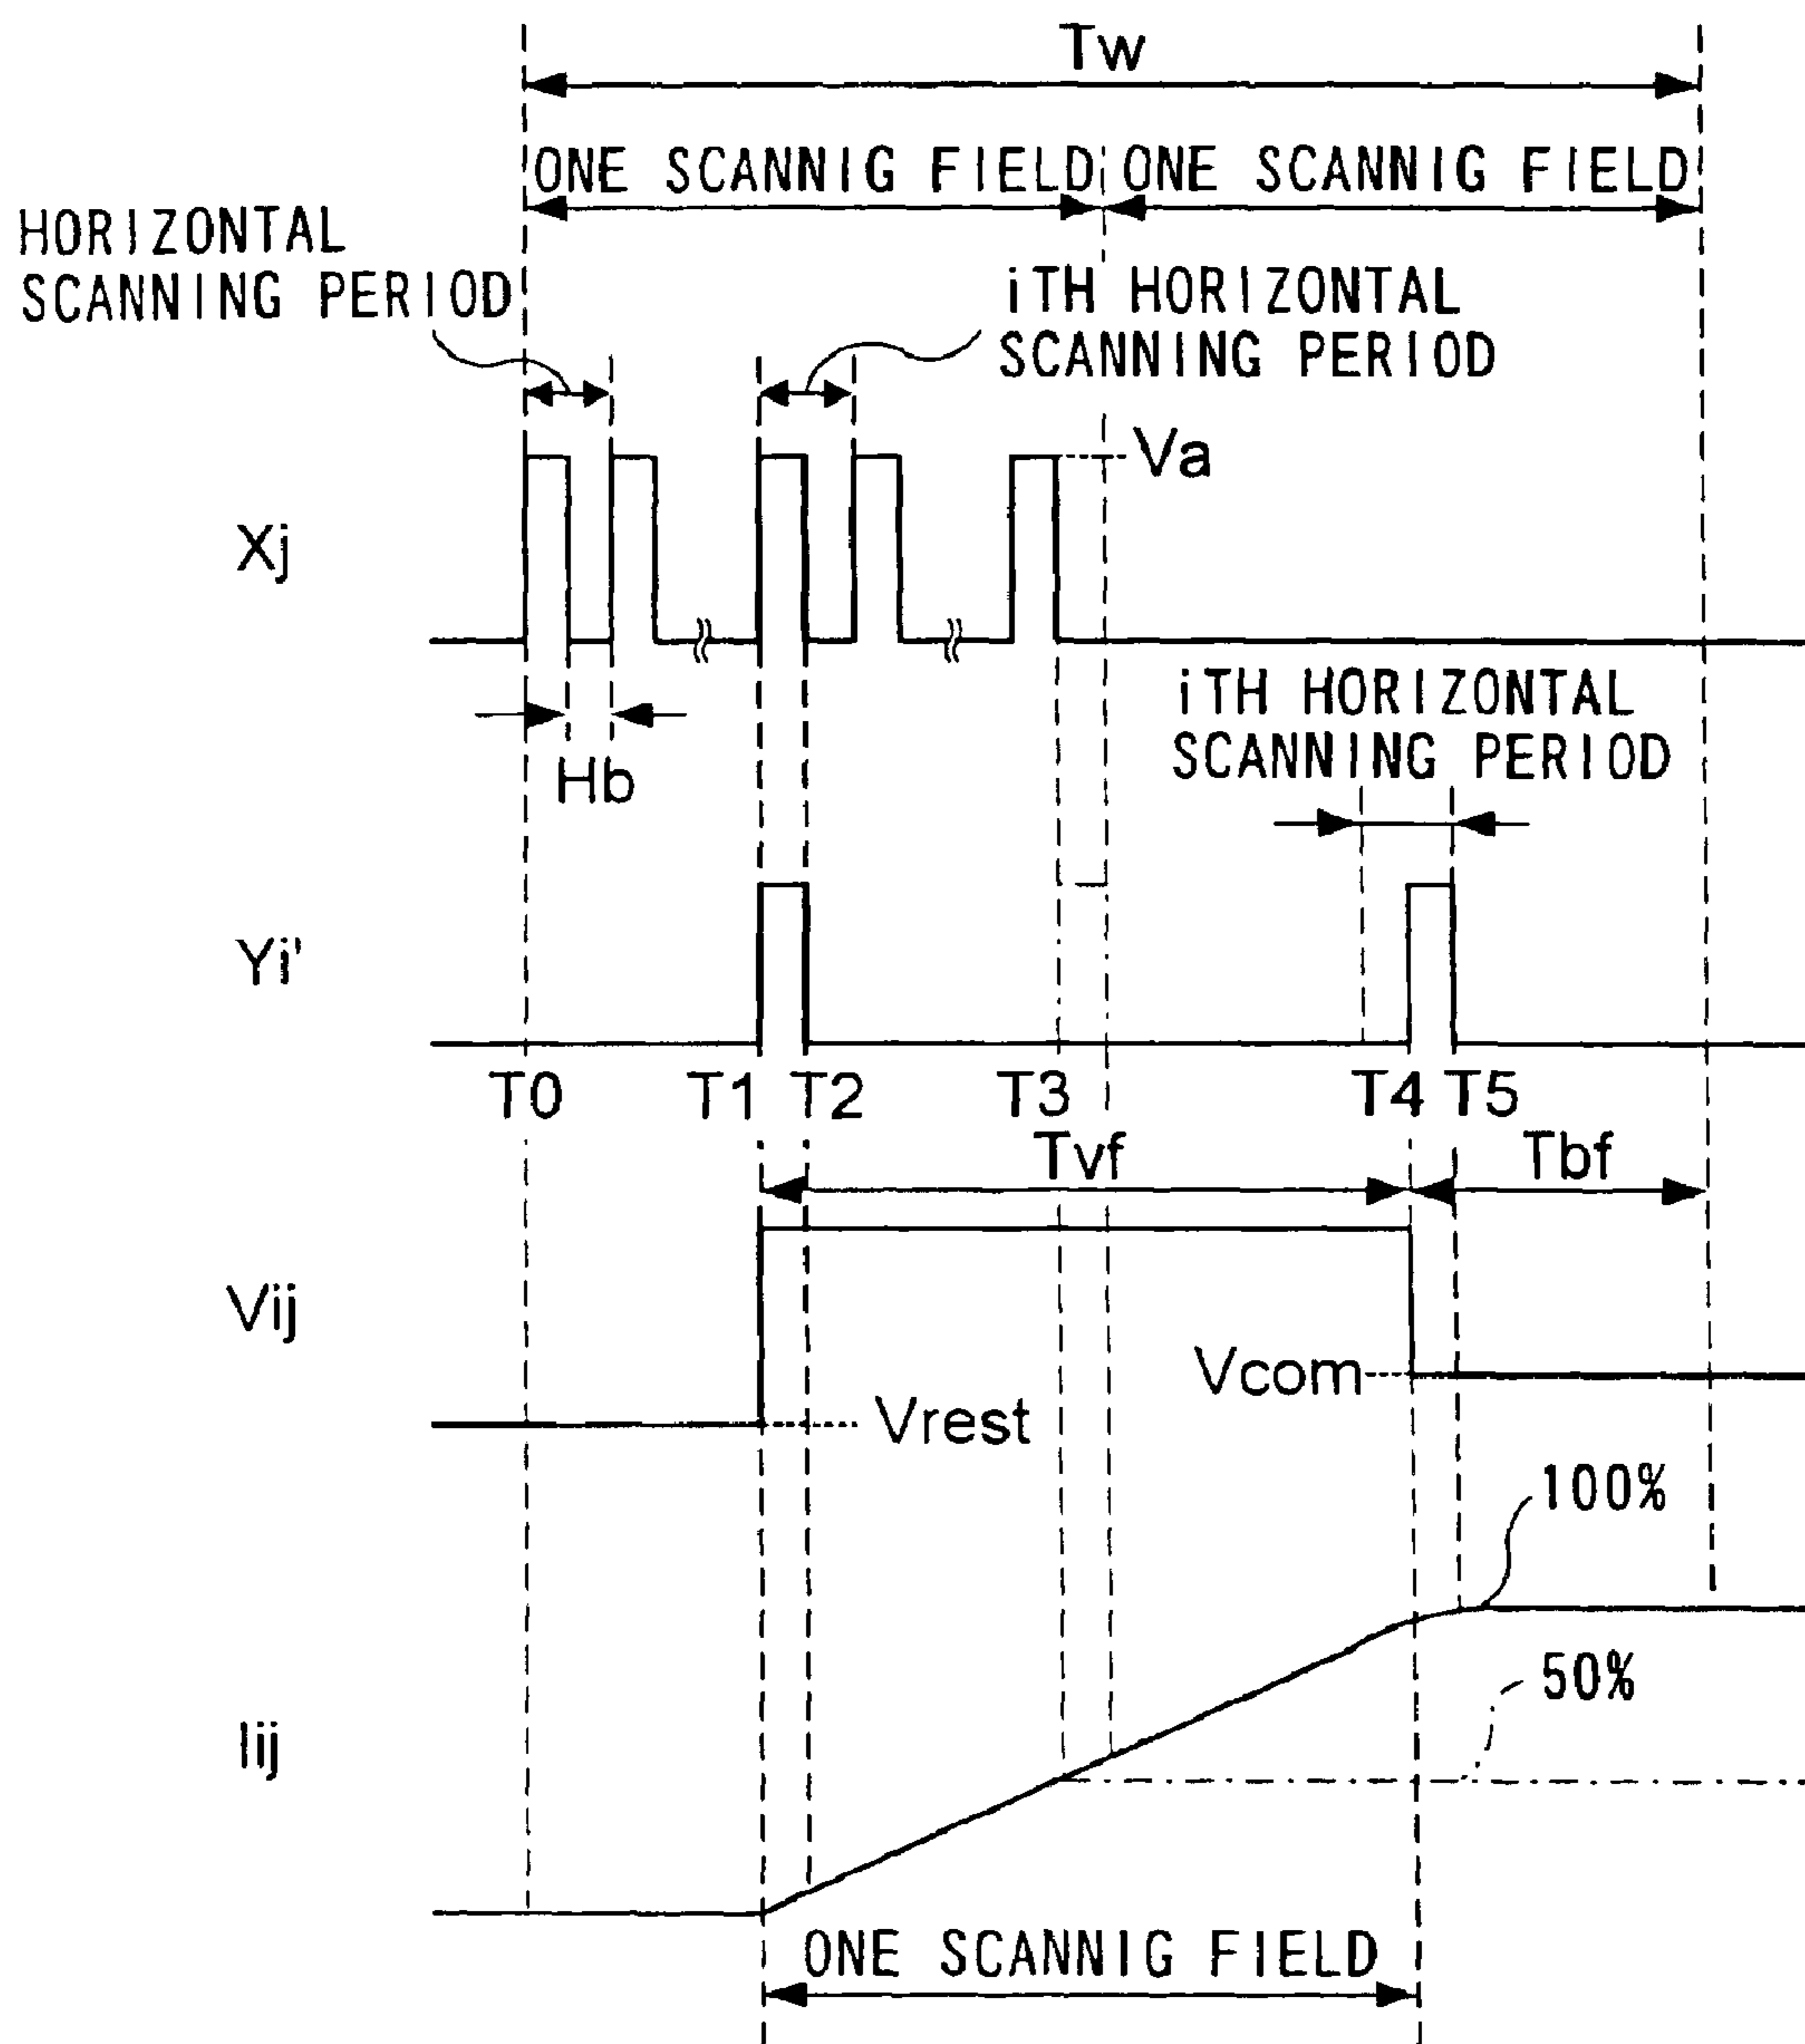 Tw
ONE SCANNIG FIELD
ONE SCANNIG FIELD
HORIZONTAL
SCANNING PERIOD
iTH HORIZONTAL
SCANNING PERIOD
Va
Xj
Hb
iTH HORIZONTAL
SCANNING PERIOD
Yi'
T0
T1
T2
T3
T4
T5
Tvf
Tbf
Vij
Vcom
Vrest
100%
50%
Iij
ONE SCANNIG FIELD